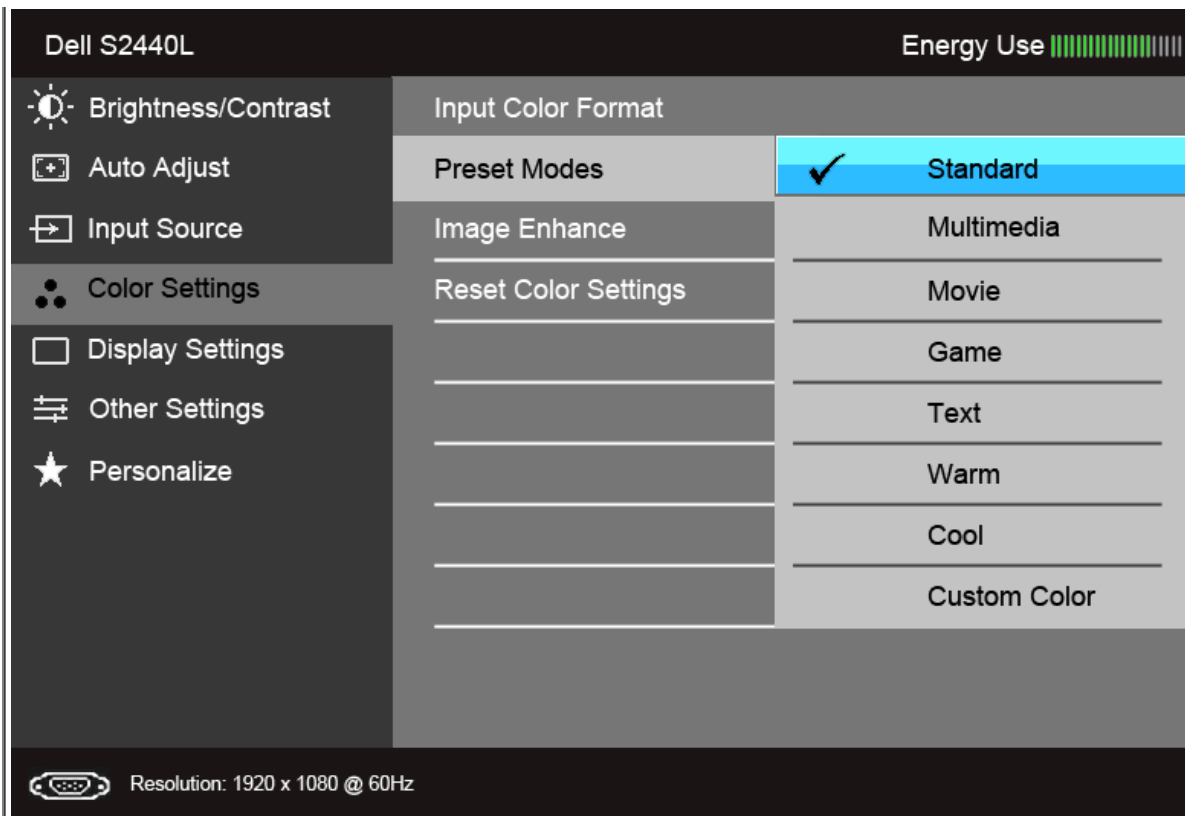 Dell S2440L Energy Use
Brightness/Contrast Input Color Format
Auto Adjust Preset Modes Standard
Input Source Image Enhance Multimedia
Color Settings Reset Color Settings Movie
Display Settings Game
Other Settings Text
Personalize Warm
Cool
Custom Color
Resolution: 1920 x 1080 @ 60Hz